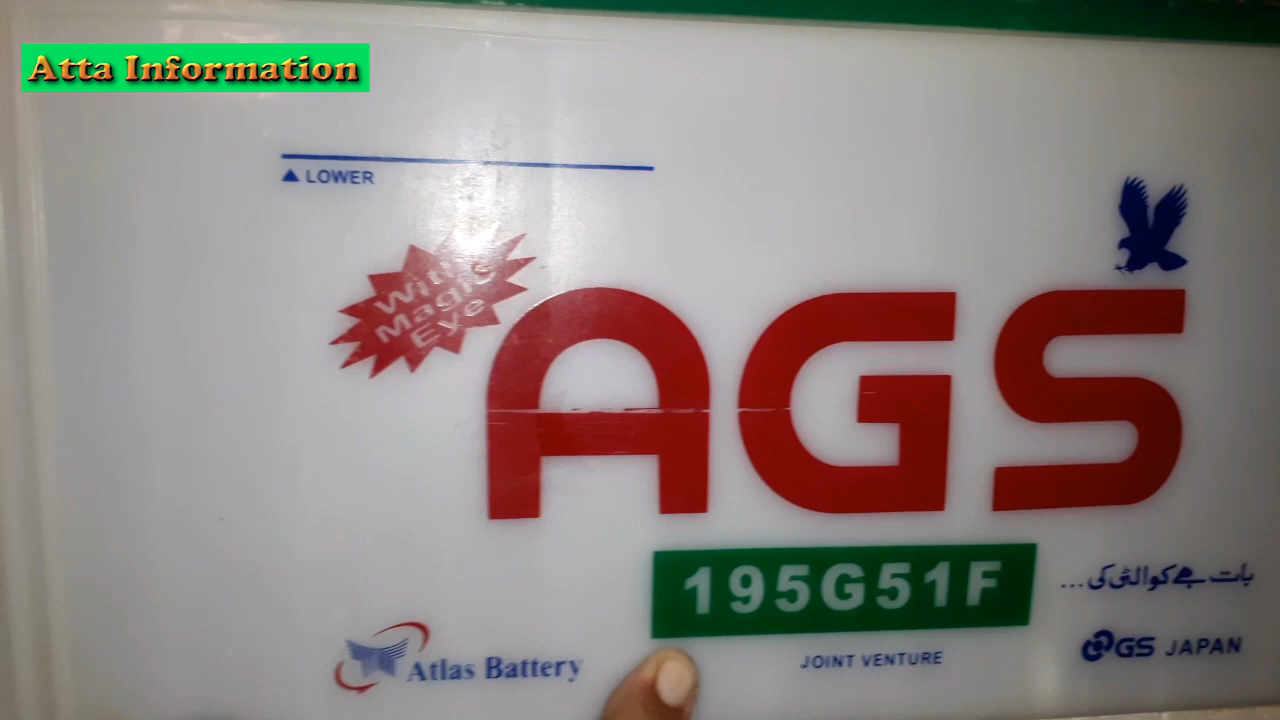 Atta Information
▲ LOWER
With
Magic
Eye
AGS
195G51F
بات ہے کوالٹی کی...
Atlas Battery
JOINT VENTURE
GS JAPAN